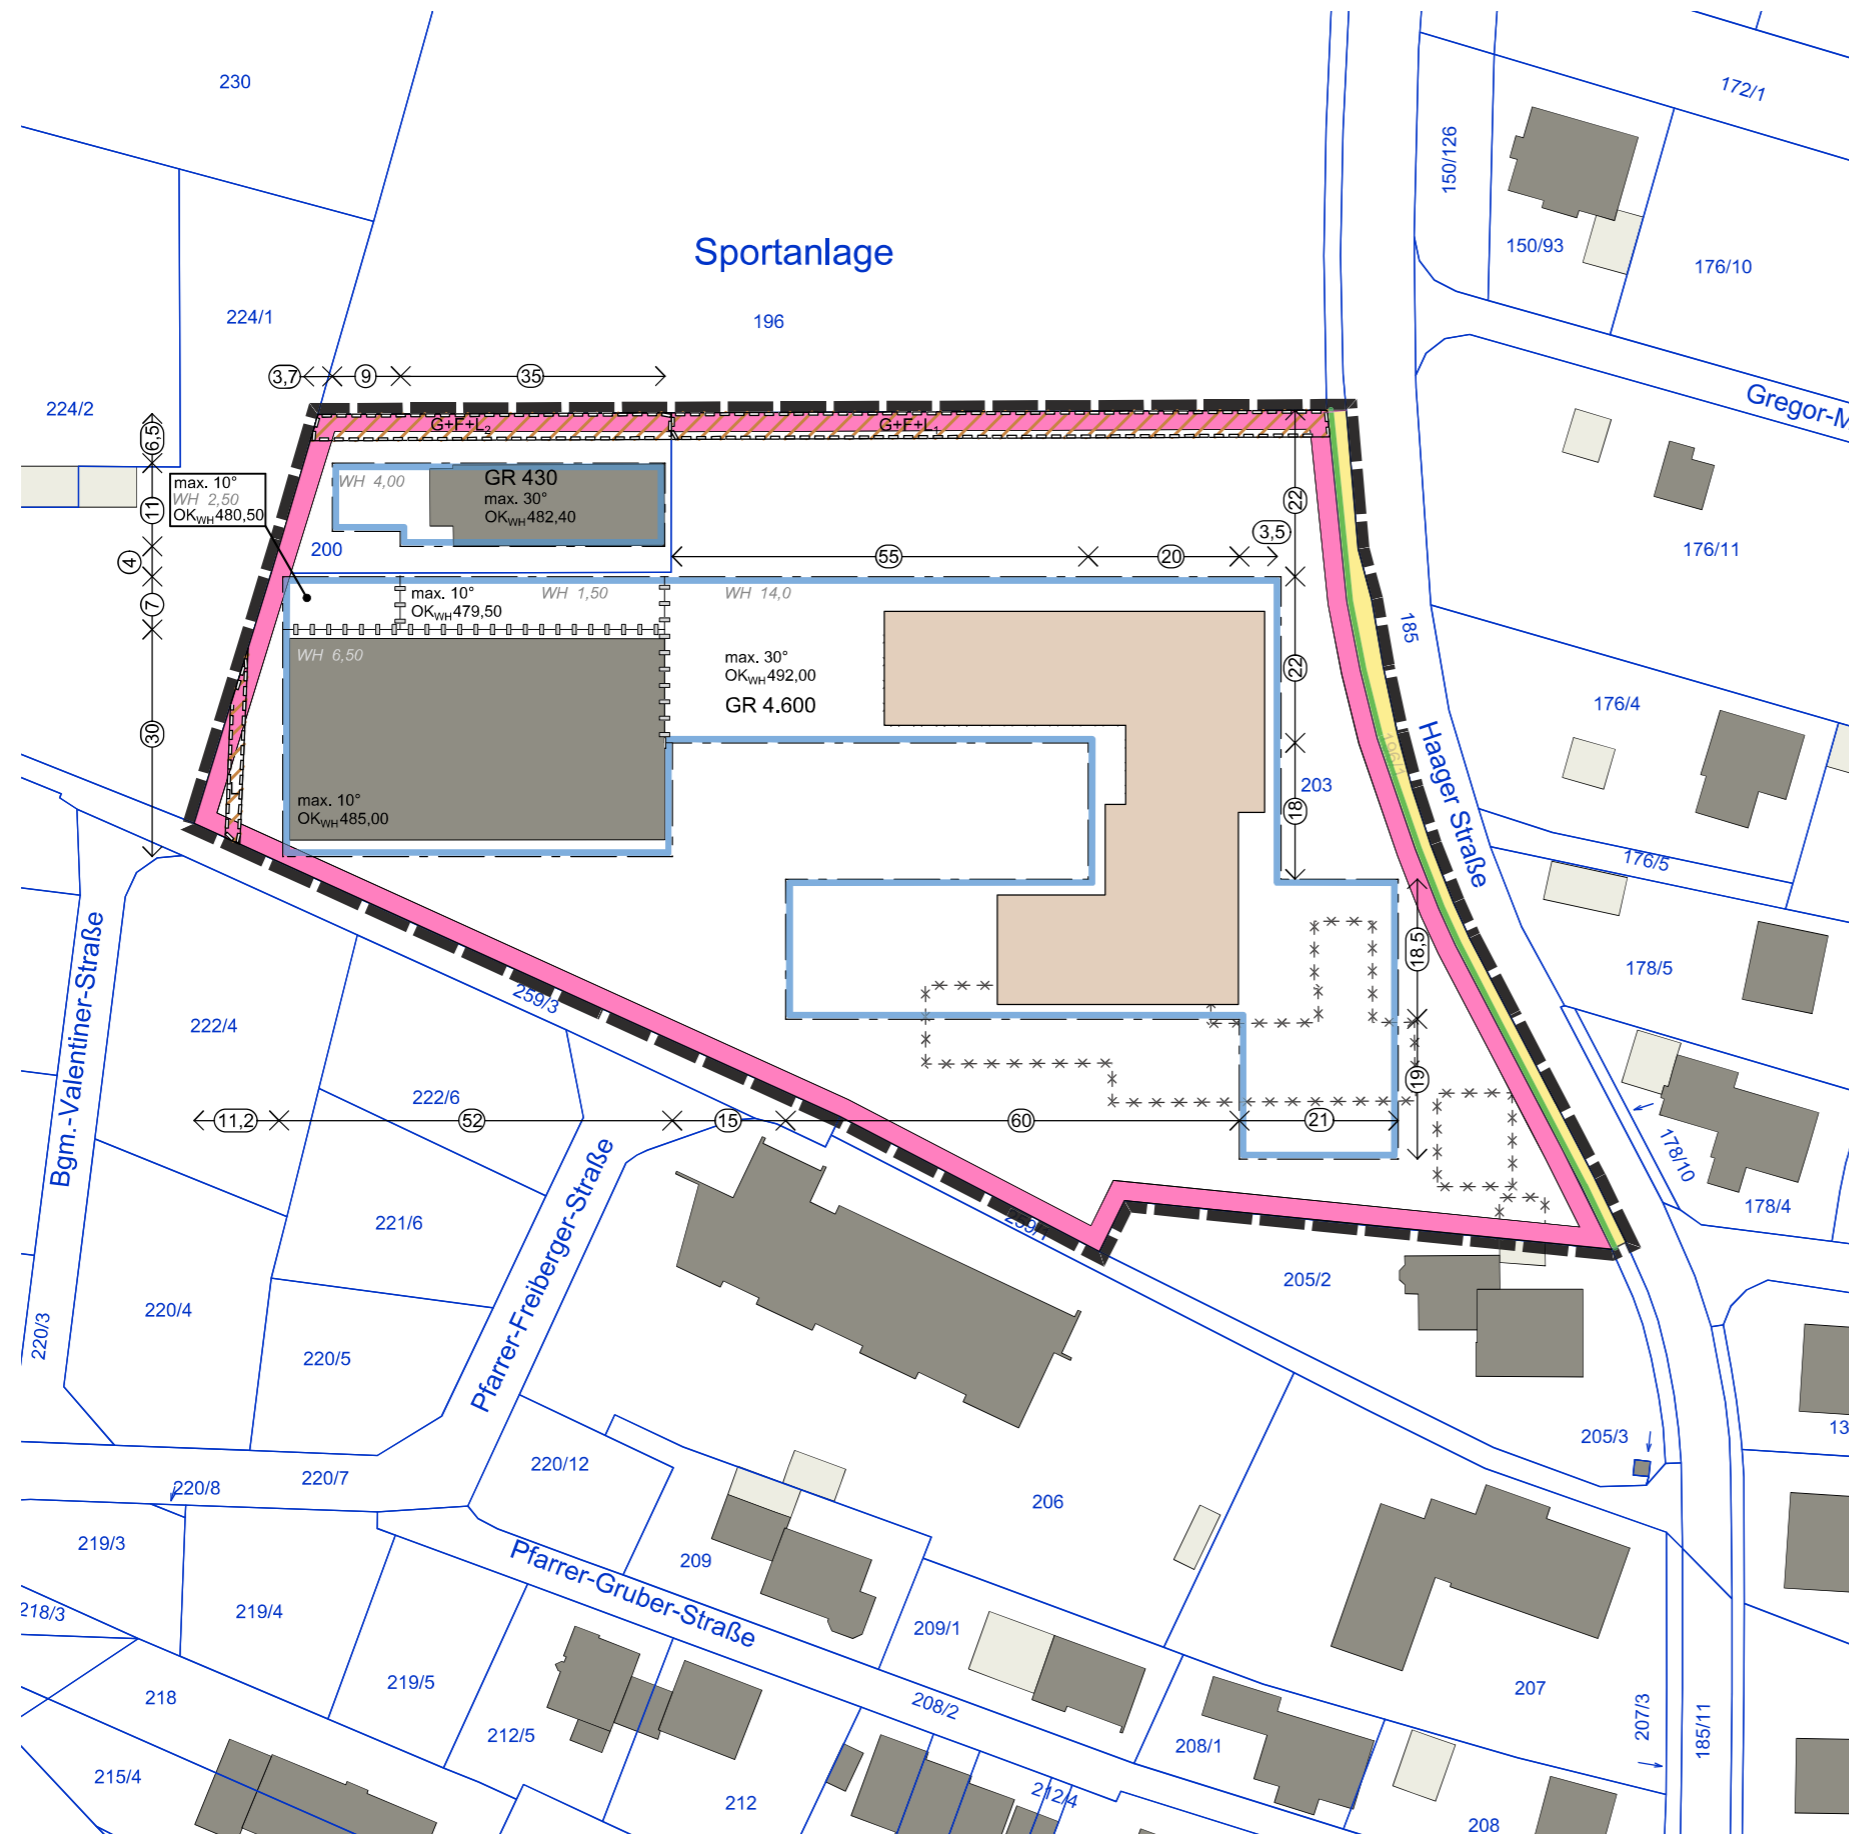 230
172/1
150/126
150/93
176/10
Sportanlage
224/1
196
3,7
9
35
224/2
Gregor-M
6,5
G+F+L2
G+F+L1
max. 10°
WH 2,50
OKWH480,50
WH 4,00
GR 430
max. 30°
OKWH482,40
11
22
3,5
200
55
20
176/11
4
7
max. 10°
OKWH479,50
WH 1,50
WH 14,0
185
WH 6,50
max. 30°
OKWH492,00
GR 4.600
22
176/4
30
196/1
Haager Straße
203
max. 10°
OKWH485,00
18
176/5
Bgm.-Valentiner-Straße
18,5
178/5
259/3
222/4
222/6
19
11,2
52
15
60
21
178/10
178/4
221/6
Pfarrer-Freiberger-Straße
259/1
205/2
220/4
220/3
220/5
205/3
13
220/12
220/7
220/8
206
219/3
209
Pfarrer-Gruber-Straße
218/3
219/4
209/1
219/5
218
208/2
207
212/5
207/3
185/11
208/1
215/4
212
212/4
208